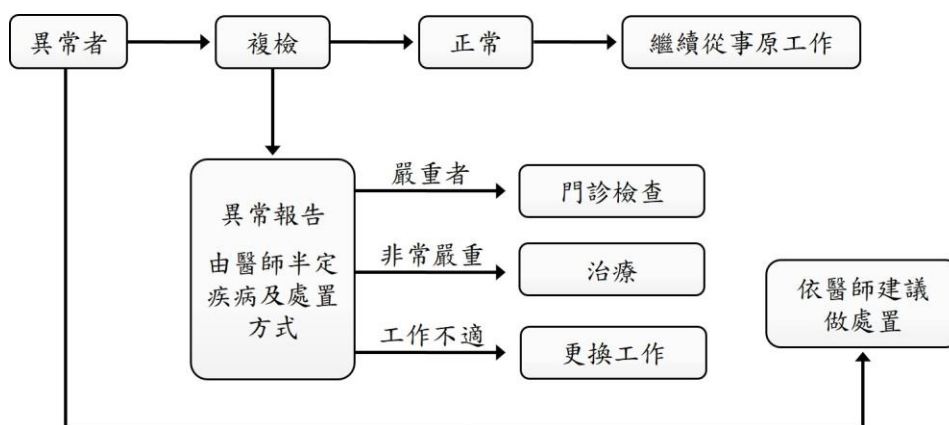 異常者
複檢
正常
繼續從事原工作
異常報告
由醫師半定
疾病及處置
方式
嚴重者
門診檢查
非常嚴重
治療
工作不適
更換工作
依醫師建議
做處置